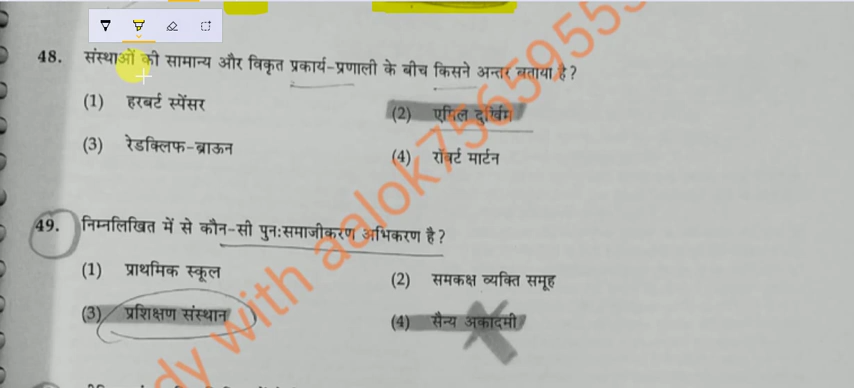 48. संस्थाओं की सामान्य और विकृत प्रकार्य-प्रणाली के बीच किसने अन्तर बताया है?
(1) हरबर्ट स्पेंसर
(2) एमिल दुर्खिम
(3) रेडक्लिफ-ब्राऊन
(4) रॉबर्ट मार्टन
49. निम्नलिखित में से कौन-सी पुनःसमाजीकरण अभिकरण है?
(1) प्राथमिक स्कूल
(2) समकक्ष व्यक्ति समूह
(3) प्रशिक्षण संस्थान
(4) सैन्य अकादमी
dy with aalok756595559